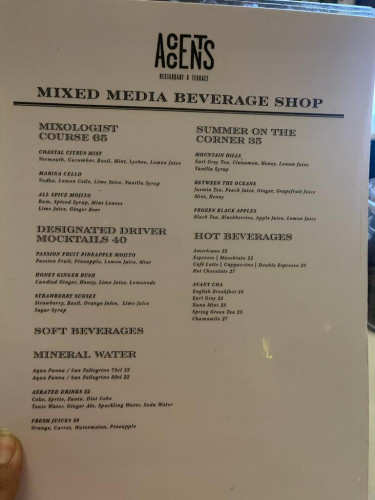 ACCENTS
RESTAURANT & TERRACE
MIXED MEDIA BEVERAGE SHOP
MIXOLOGIST
COURSE 65
COASTAL CITRUS MINT
Vermouth, Cucumber, Basil, Mint, Lychee, Lemon Juice
MARINA CELLO
Vodka, Lemon Cello, Lime Juice, Vanilla Syrup
ALL SPICE MOJITO
Rum, Spiced Syrup, Mint Leaves
Lime Juice, Ginger Beer
DESIGNATED DRIVER
MOCKTAILS 40
PASSION FRUIT PINEAPPLE MOJITO
Passion Fruit, Pineapple, Lemon Juice, Mint
HONEY GINGER RUSH
Candied Ginger, Honey, Lime Juice, Lemonade
STRAWBERRY SUNSET
Strawberry, Basil, Orange Juice, Lime Juice
Sugar Syrup
SOFT BEVERAGES
MINERAL WATER
Aqua Panna / San Pellegrino 75cl
Aqua Panna / San Pellegrino 50cl 22
AERATED DRINKS
Coke, Sprite, Fanta, Diet Coke
Tonic Water, Ginger Ale, Sparkling Water, Soda Water
FRESH JUICES
Orange, Carrot, Watermelon, Pineapple
SUMMER ON THE
CORNER 35
MOUNTAIN HILLS
Earl Grey Tea, Cinnamon, Honey, Lemon Juice
Vanilla Syrup
BETWEEN THE OCEANS
Jasmin Tea, Peach Juice, Ginger, Grapefruit Juice
Mint, Honey
FROZEN BLACK APPLES
Black Tea, Blackberries, Apple Juice, Lemon Juice
HOT BEVERAGES
Americano 25
Espresso | Macchiato 22
Café Latte | Cappuccino | Double Espresso 26
Hot Chocolate 27
AVANT CHA
English Breakfast
Earl Grey
Nana Mint 25
Spring Green Tea 25
Chamomile 27